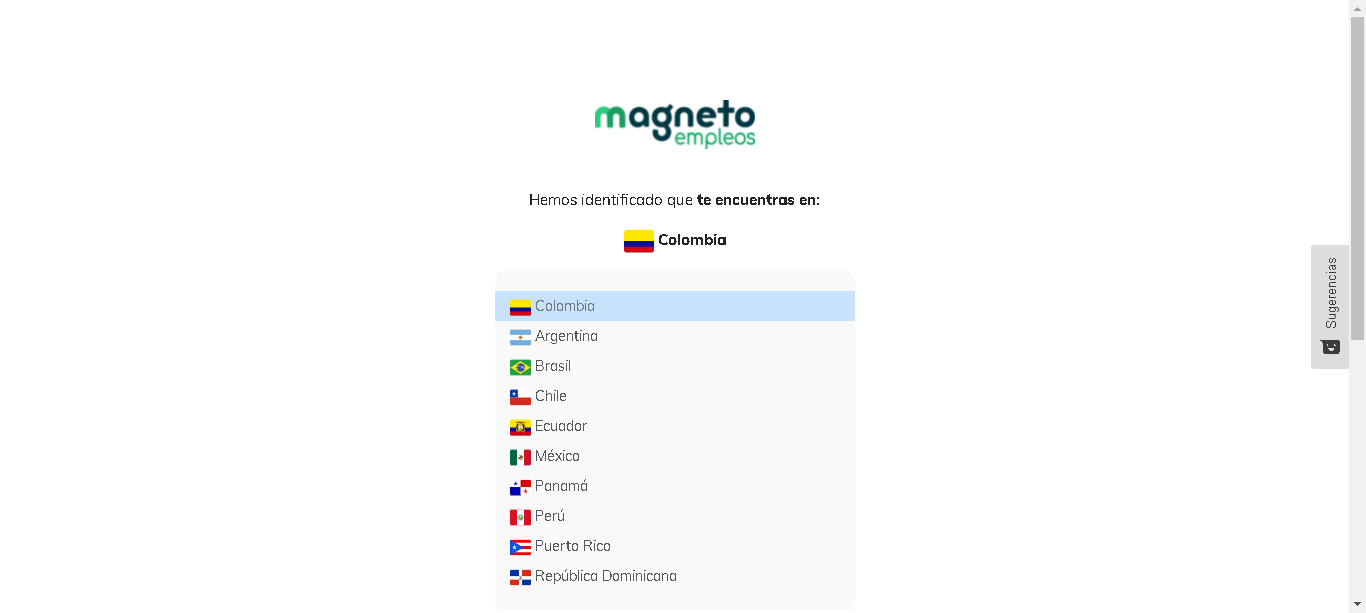 magneto
empleos
Hemos identificado que te encuentras en:
Colombia
Colombia
Argentina
Brasil
Chile
Ecuador
México
Panamá
Perú
Puerto Rico
República Dominicana
Sugerencias